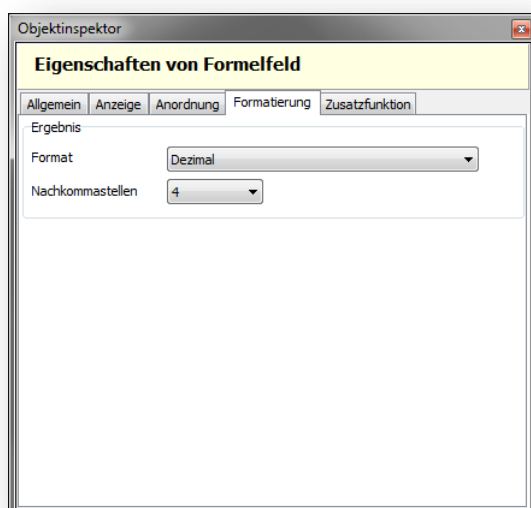 Objektinspektor
Eigenschaften von Formelfeld
Allgemein Anzeige Anordnung Formatierung Zusatzfunktion
Ergebnis
Format Dezimal
Nachkommastellen 4